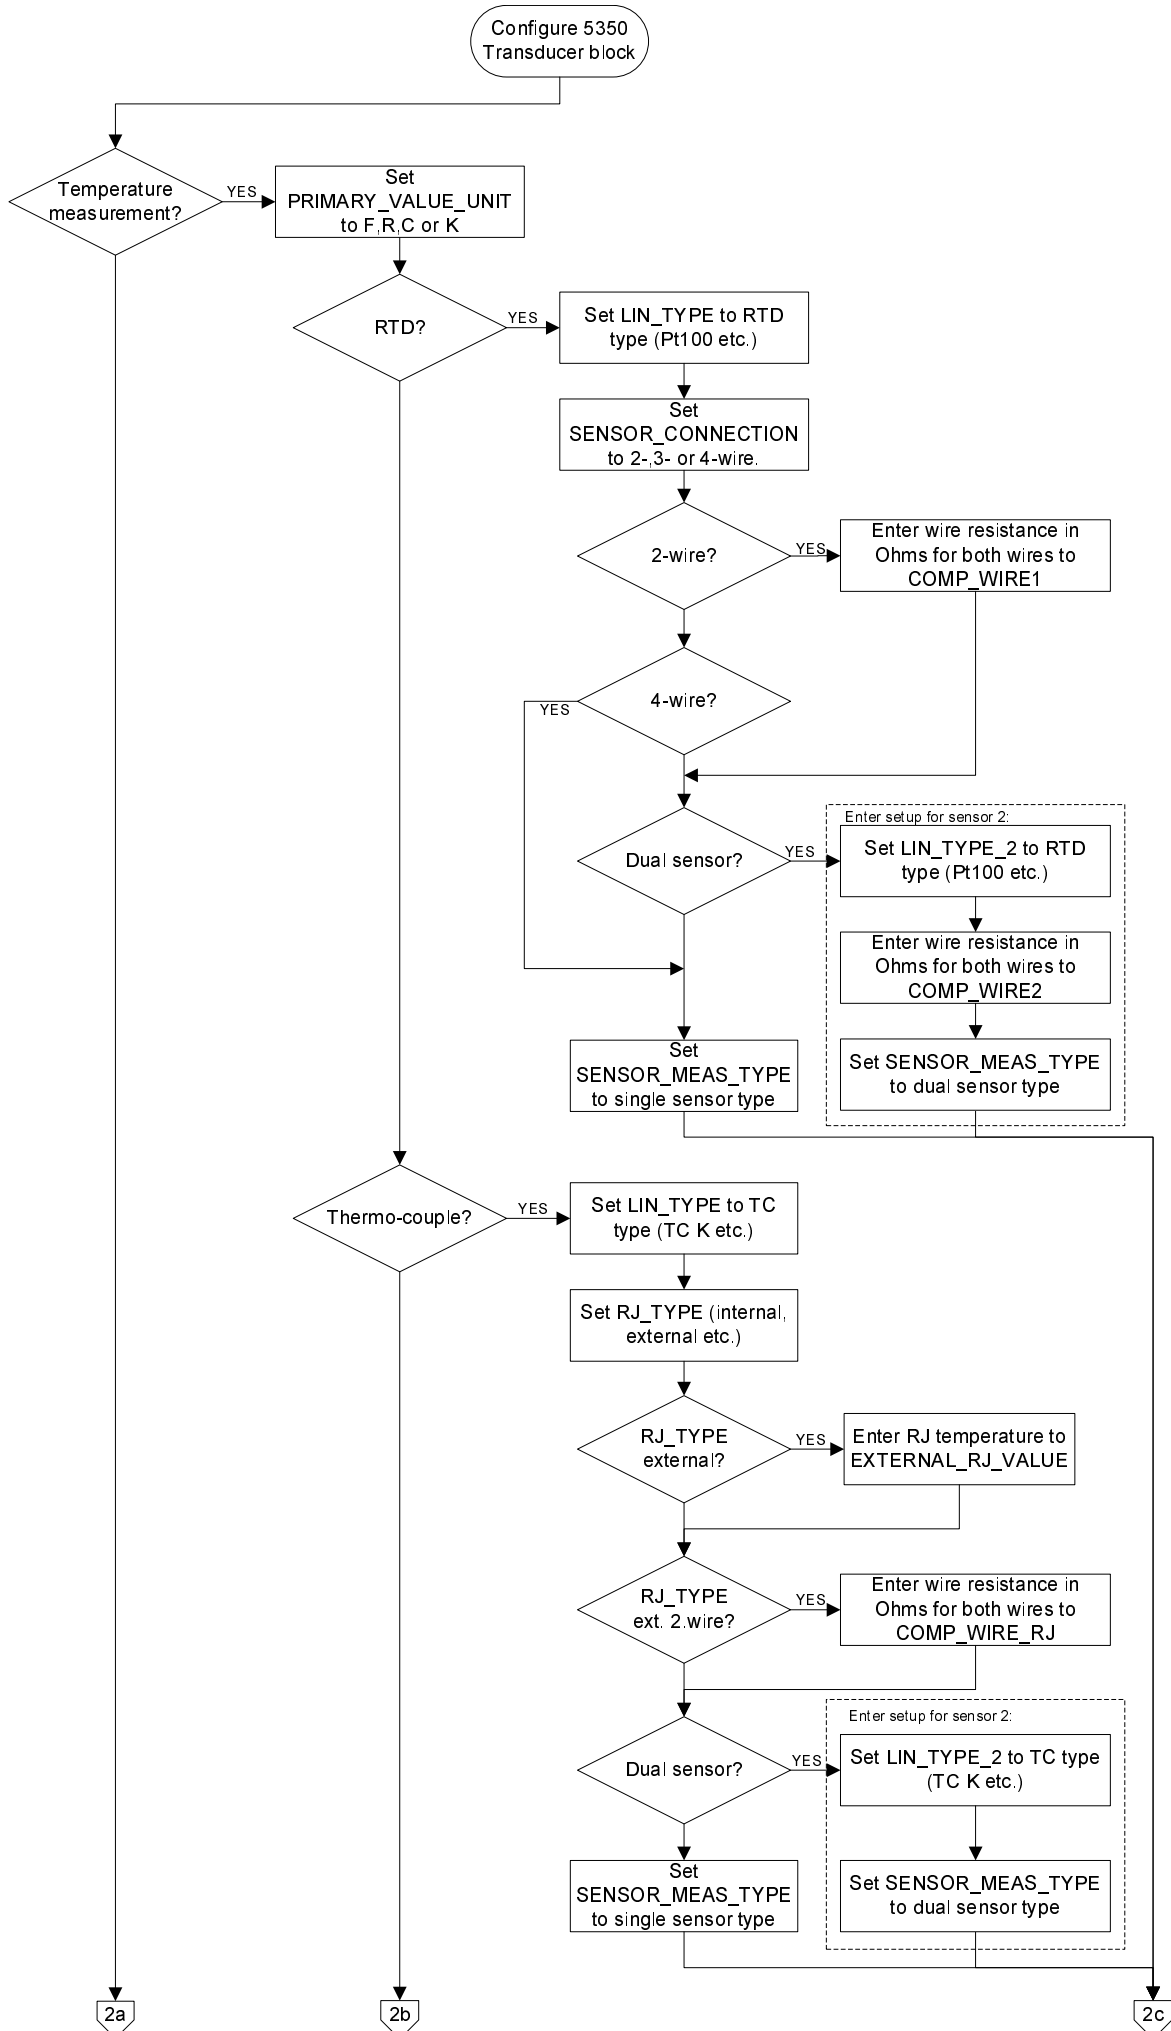 Configure 5350
Transducer block
Temperature
measurement?
YES
Set
PRIMARY_VALUE_UNIT
to F,R,C or K
RTD?
YES
Set LIN_TYPE to RTD
type (Pt100 etc.)
Set
SENSOR_CONNECTION
to 2-,3- or 4-wire.
2-wire?
YES
Enter wire resistance in
Ohms for both wires to
COMP_WIRE1
4-wire?
YES
Dual sensor?
YES
Enter setup for sensor 2:
Set LIN_TYPE_2 to RTD
type (Pt100 etc.)
Enter wire resistance in
Ohms for both wires to
COMP_WIRE2
Set
SENSOR_MEAS_TYPE
to single sensor type
Set SENSOR_MEAS_TYPE
to dual sensor type
Thermo-couple?
YES
Set LIN_TYPE to TC
type (TC K etc.)
Set RJ_TYPE (internal,
external etc.)
RJ_TYPE
external?
YES
Enter RJ temperature to
EXTERNAL_RJ_VALUE
RJ_TYPE
ext. 2.wire?
YES
Enter wire resistance in
Ohms for both wires to
COMP_WIRE_RJ
Dual sensor?
YES
Enter setup for sensor 2:
Set LIN_TYPE_2 to TC type
(TC K etc.)
Set
SENSOR_MEAS_TYPE
to single sensor type
Set SENSOR_MEAS_TYPE
to dual sensor type
2a
2b
2c